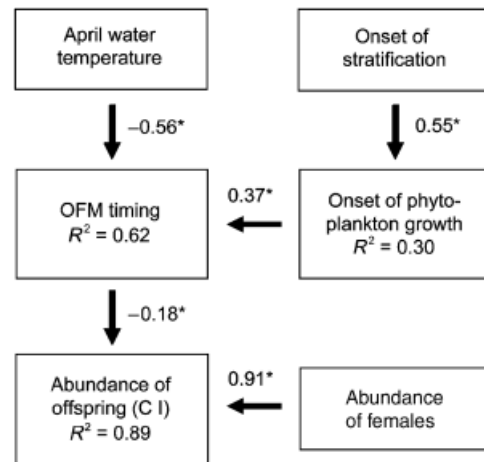 April water
temperature
Onset of
stratification
−0.56*
0.55*
OFM timing
R² = 0.62
0.37*
Onset of phyto-
plankton growth
R² = 0.30
−0.18*
Abundance of
offspring (C I)
R² = 0.89
0.91*
Abundance
of females